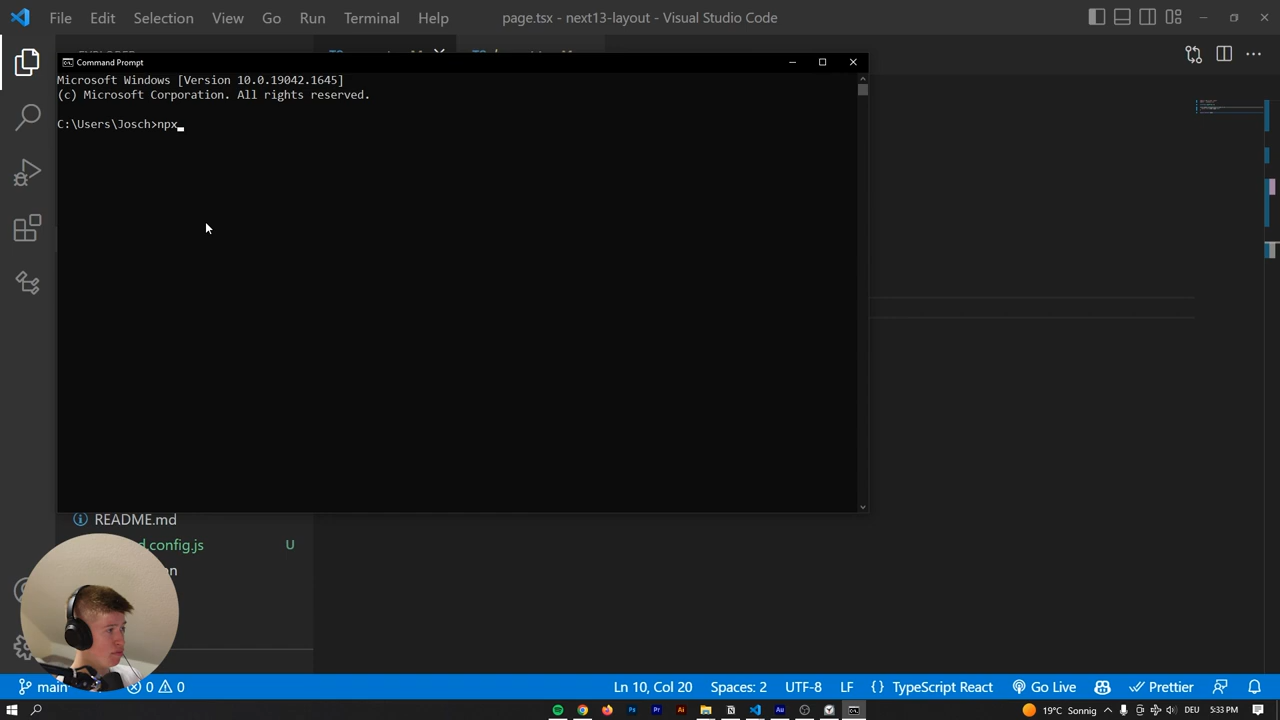 File Edit Selection View Go Run Terminal Help
page.tsx - next13-layout - Visual Studio Code
Command Prompt
Microsoft Windows [Version 10.0.19042.1645]
(c) Microsoft Corporation. All rights reserved.
C:\Users\Josch>npx
README.md
d.config.js U
on
main 0 0
Ln 10, Col 20 Spaces: 2 UTF-8 LF {} TypeScript React Go Live Prettier
19°C Sonnig DEU 5:33 PM